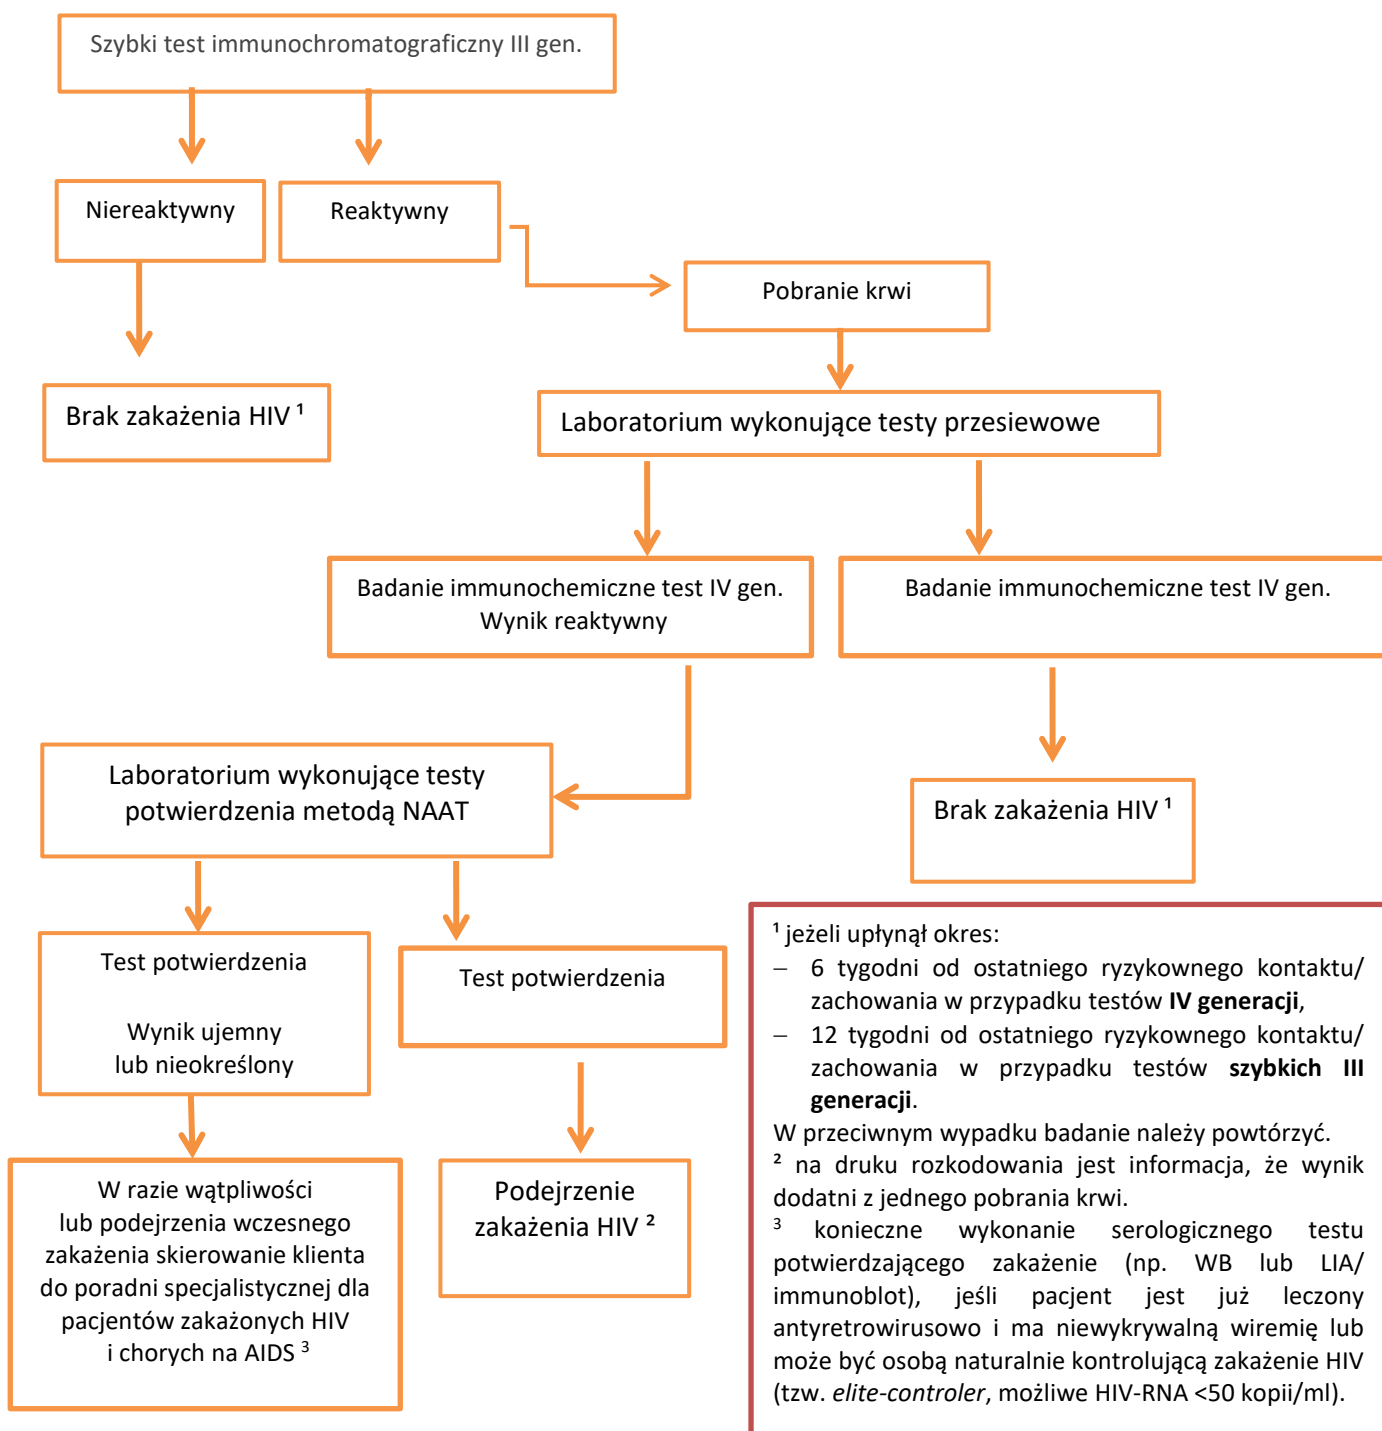 Szybki test immunochromatograficzny III gen.
Niereaktywny
Reaktywny
Pobranie krwi
Brak zakażenia HIV ¹
Laboratorium wykonujące testy przesiewowe
Badanie immunochemiczne test IV gen.
Wynik reaktywny
Badanie immunochemiczne test IV gen.
Laboratorium wykonujące testy
potwierdzenia metodą NAAT
Brak zakażenia HIV ¹
Test potwierdzenia
Wynik ujemny
lub nieokreślony
Test potwierdzenia
W razie wątpliwości
lub podejrzenia wczesnego
zakażenia skierowanie klienta
do poradni specjalistycznej dla
pacjentów zakażonych HIV
i chorych na AIDS ³
Podejrzenie
zakażenia HIV ²
¹ jeżeli upłynął okres:
– 6 tygodni od ostatniego ryzykownego kontaktu/
zachowania w przypadku testów IV generacji,
– 12 tygodni od ostatniego ryzykownego kontaktu/
zachowania w przypadku testów szybkich III
generacji.
W przeciwnym wypadku badanie należy powtórzyć.
² na druku rozkodowania jest informacja, że wynik
dodatni z jednego pobrania krwi.
³ konieczne wykonanie serologicznego testu
potwierdzającego zakażenie (np. WB lub LIA/
immunoblot), jeśli pacjent jest już leczony
antyretrowirusowo i ma niewykrywalną wiremię lub
może być osobą naturalnie kontrolującą zakażenie HIV
(tzw. elite-controler, możliwe HIV-RNA <50 kopii/ml).